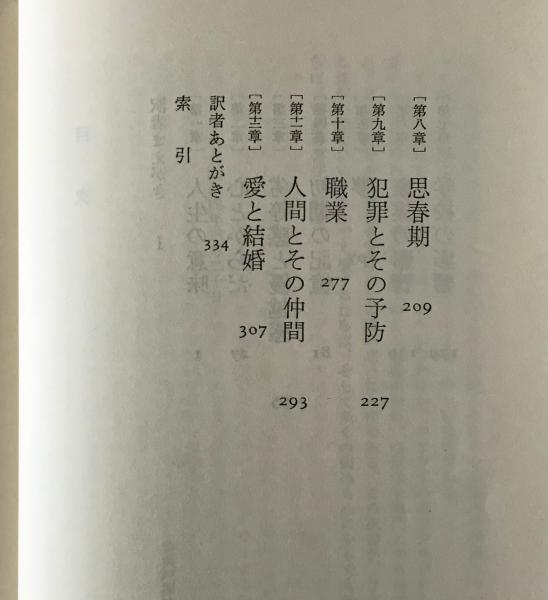 ［第八章］ 思春期 209
［第九章］ 犯罪とその予防 227
［第十章］ 職業 277
［第十一章］ 人間とその仲間 293
［第十二章］ 愛と結婚 307
訳者あとがき 334
索引